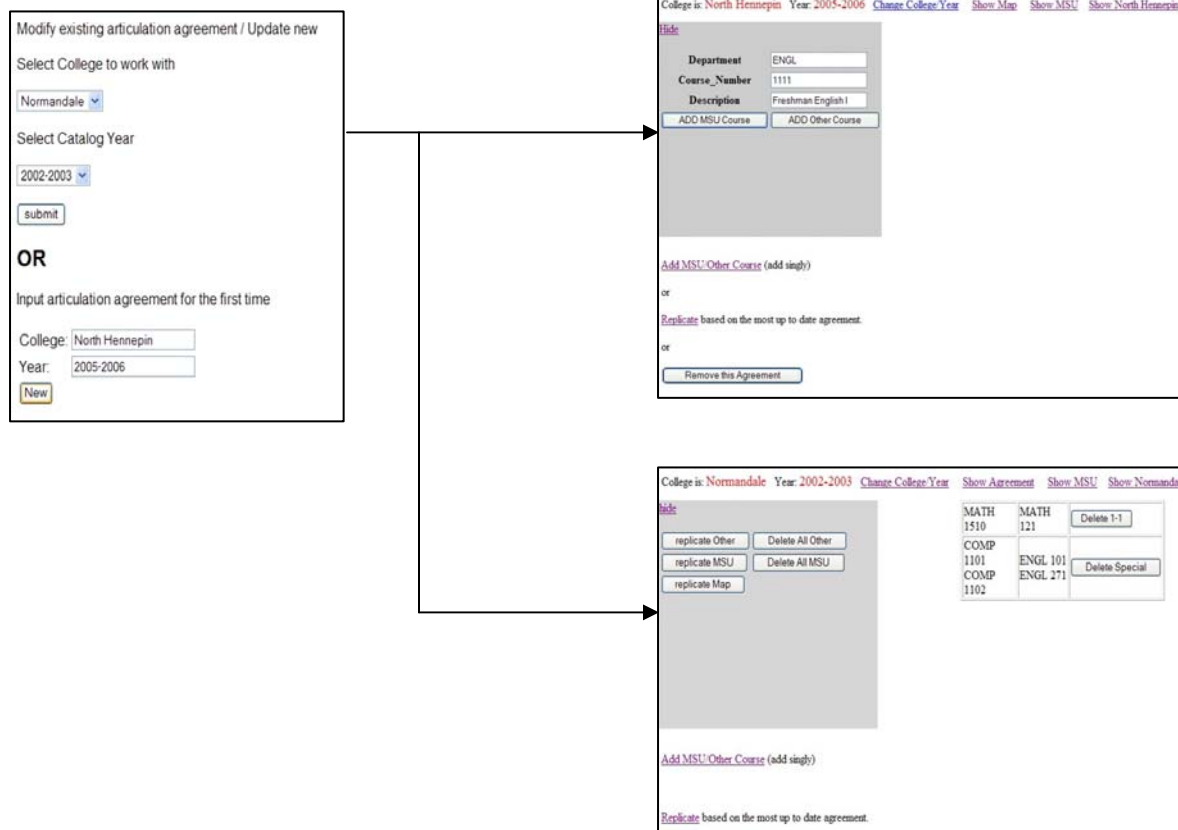 Modify existing articulation agreement / Update new
Select College to work with
Normandale
Select Catalog Year
2002-2003
submit
OR
Input articulation agreement for the first time
College: North Hennepin
Year: 2005-2006
New
College is: North Hennepin Year: 2005-2006 Change College/Year Show Map Show MSU Show North Hennepin
Hide
Department ENGL
Course_Number 1111
Description Freshman English I
ADD MSU Course ADD Other Course
Add MSU/Other Course (add singly)
or
Replicate based on the most up to date agreement.
or
Remove this Agreement
College is: Normandale Year: 2002-2003 Change College/Year Show Agreement Show MSU Show Normanda
hide
replicate Other Delete All Other
replicate MSU Delete All MSU
replicate Map
MATH 1510 MATH 121 Delete 1-1
COMP 1101 COMP 1102 ENGL 101 ENGL 271 Delete Special
Add MSU/Other Course (add singly)
Replicate based on the most up to date agreement.